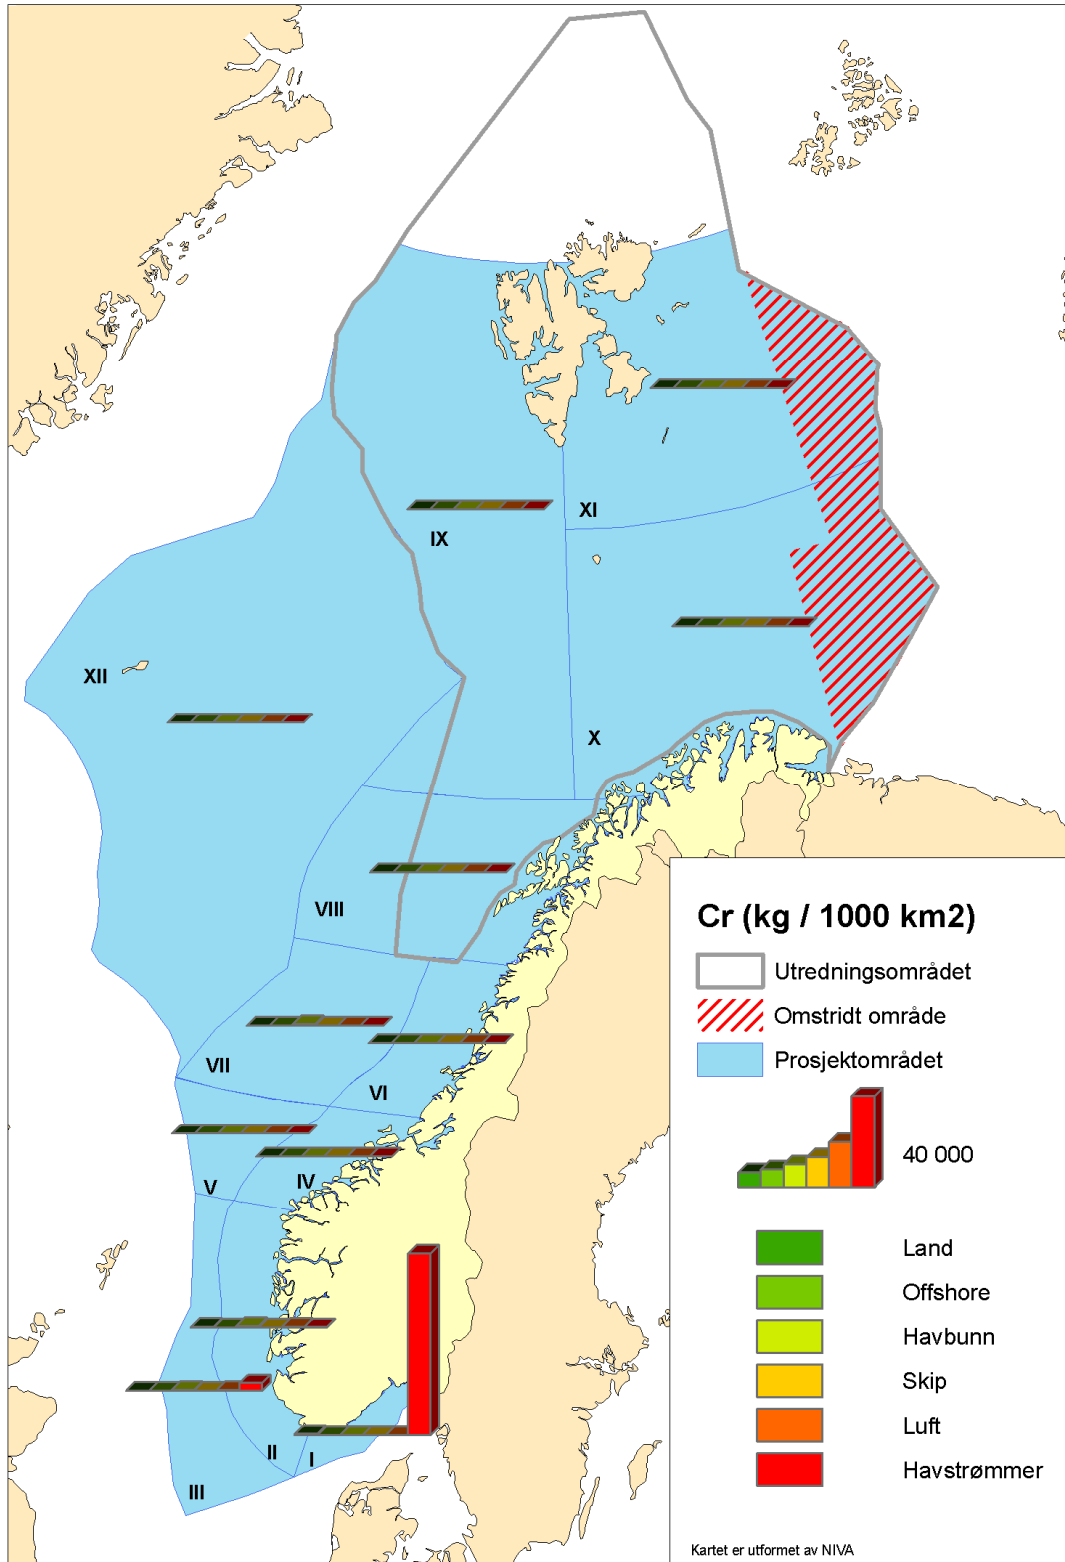 XI
IX
XII
X
VIII
VII
VI
V
IV
II
I
III
Cr (kg / 1000 km2)
Utredningsområdet
Omstridt område
Prosjektområdet
40 000
Land
Offshore
Havbunn
Skip
Luft
Havstrømmer
Kartet er utformet av NIVA